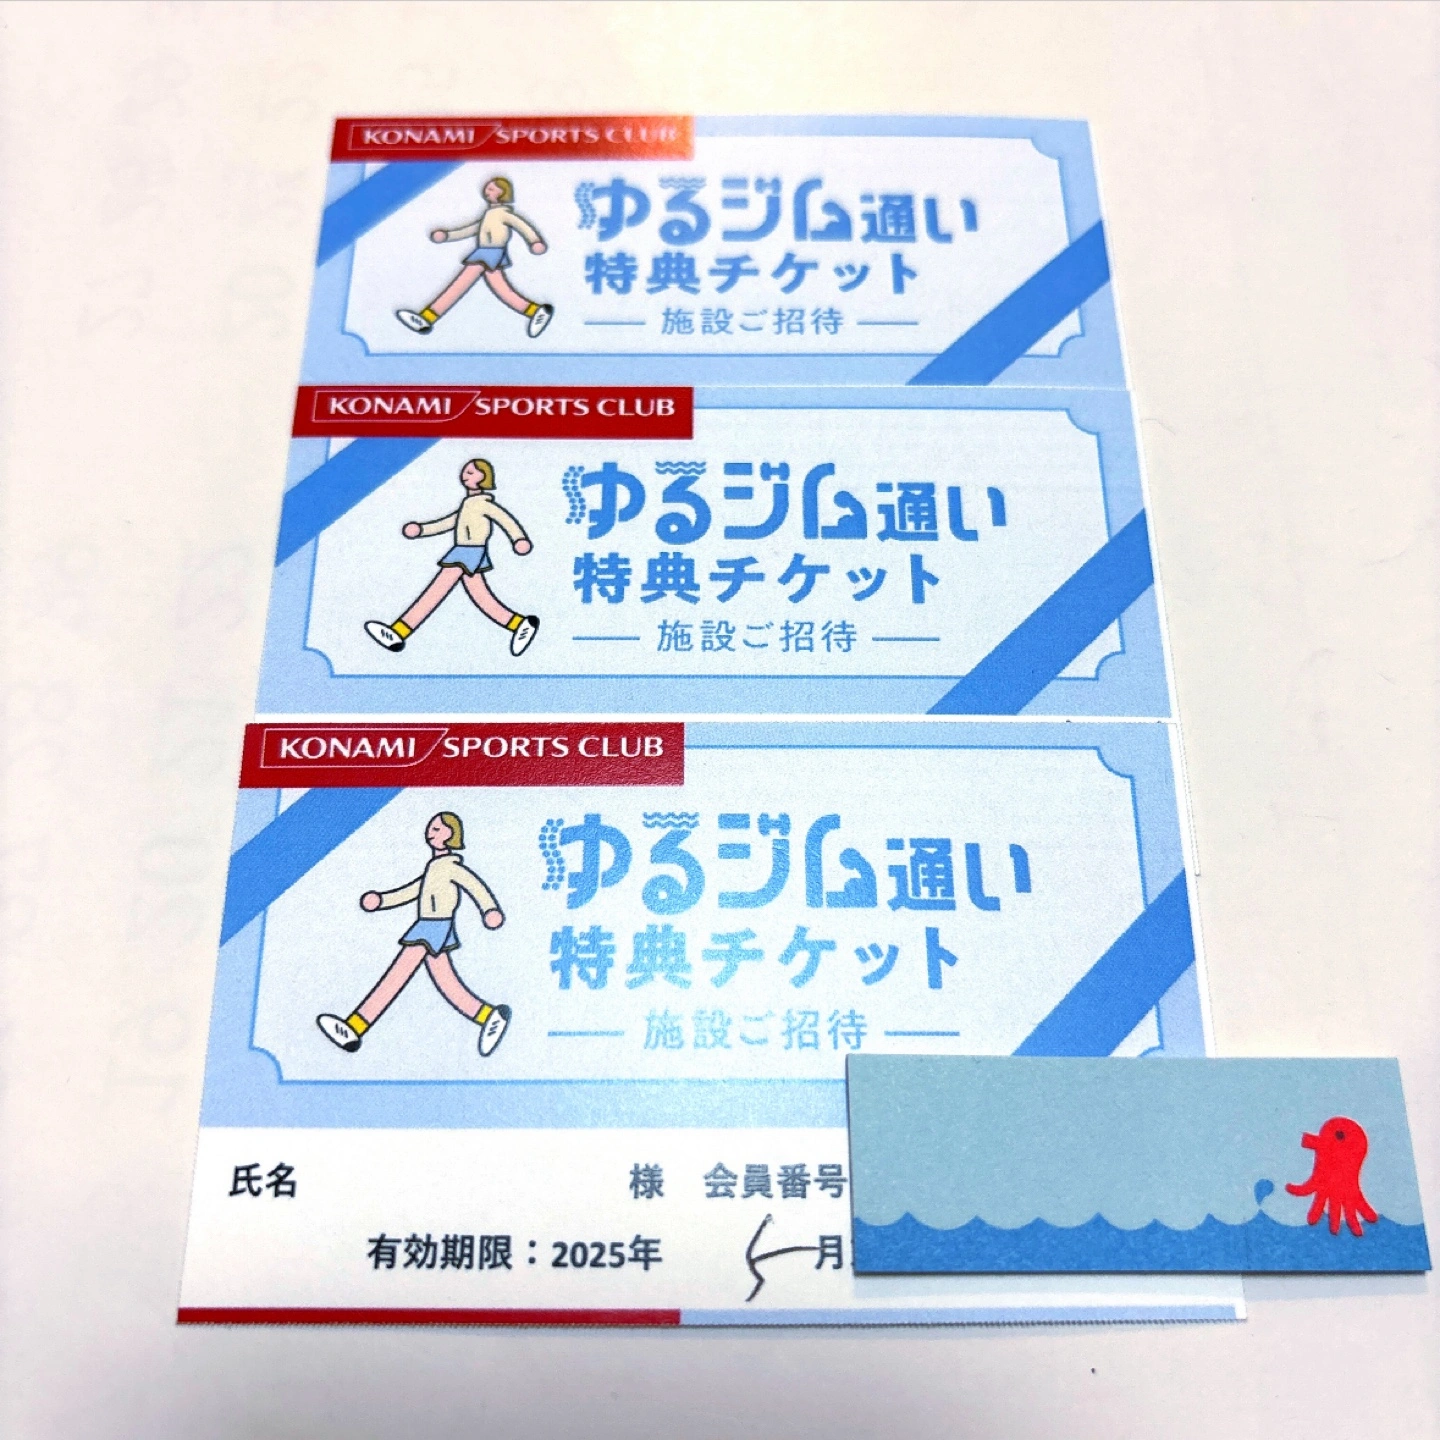 KONAMI SPORTS CLUB
ゆるジム通い
特典チケット
施設ご招待
KONAMI SPORTS CLUB
ゆるジム通い
特典チケット
施設ご招待
KONAMI SPORTS CLUB
ゆるジム通い
特典チケット
施設ご招待
氏名 様 会員番号
有効期限：2025年 5月